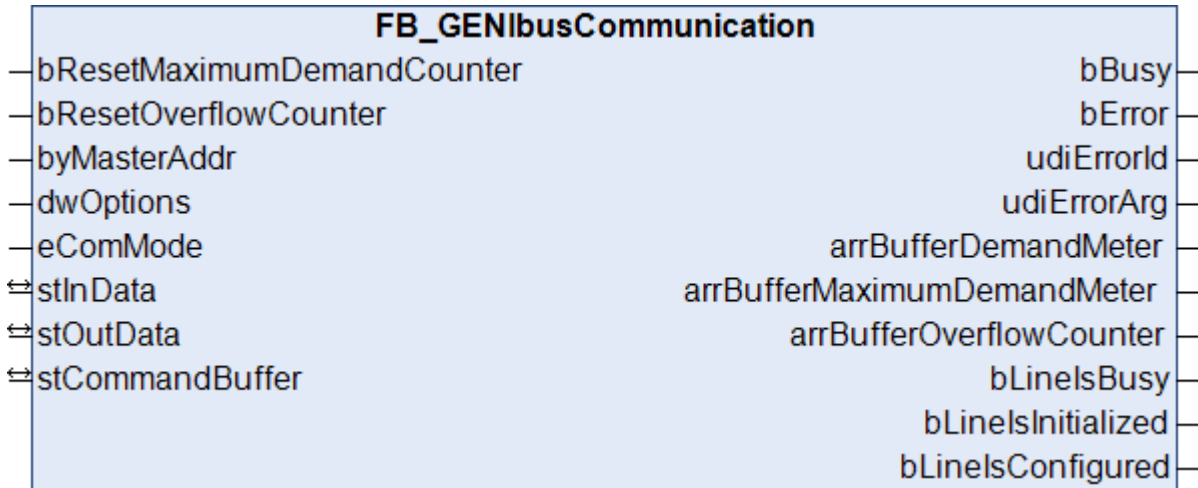 FB_GENIbusCommunication
bResetMaximumDemandCounter bBusy
bResetOverflowCounter bError
byMasterAddr udiErrorId
dwOptions udiErrorArg
eComMode arrBufferDemandMeter
stInData arrBufferMaximumDemandMeter
stOutData arrBufferOverflowCounter
stCommandBuffer bLineIsBusy
bLineIsInitialized
bLineIsConfigured